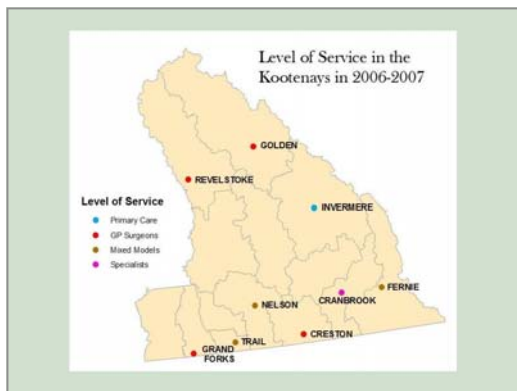 Level of Service in the
Kootenays in 2006-2007
GOLDEN
REVELSTOKE
Level of Service
Primary Care
GP Surgeons
Mixed Models
Specialists
INVERMERE
FERNIE
CRANBROOK
NELSON
CRESTON
TRAIL
GRAND
FORKS